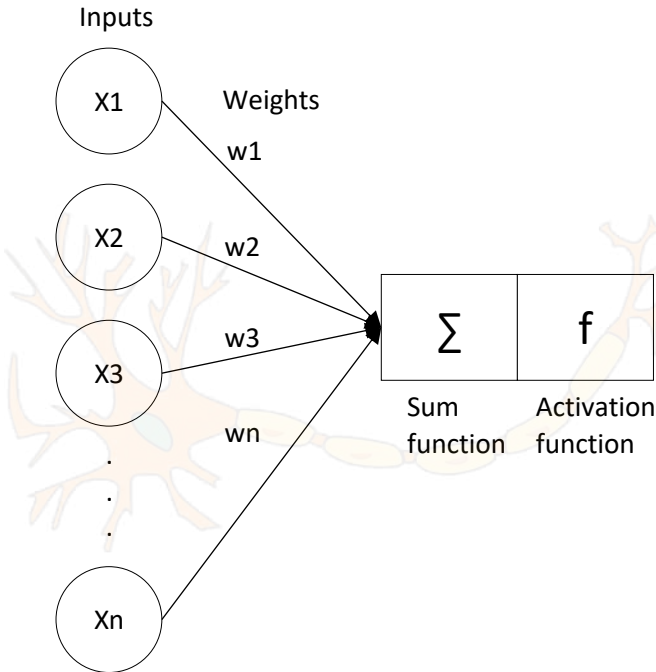 Inputs
X1
Weights
w1
X2
w2
X3
w3
∑
f
Sum
function
Activation
function
wn
.
.
.
Xn